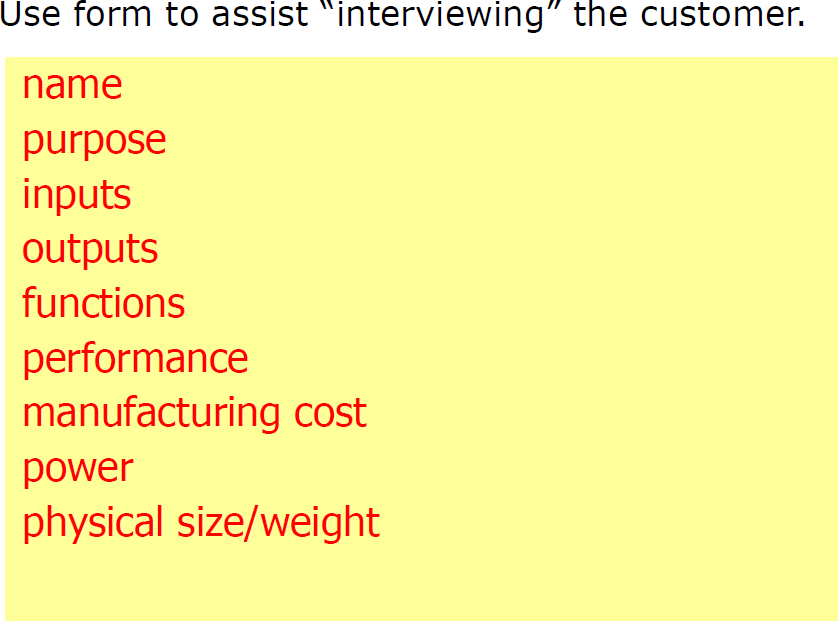 Use form to assist “interviewing” the customer.
name
purpose
inputs
outputs
functions
performance
manufacturing cost
power
physical size/weight